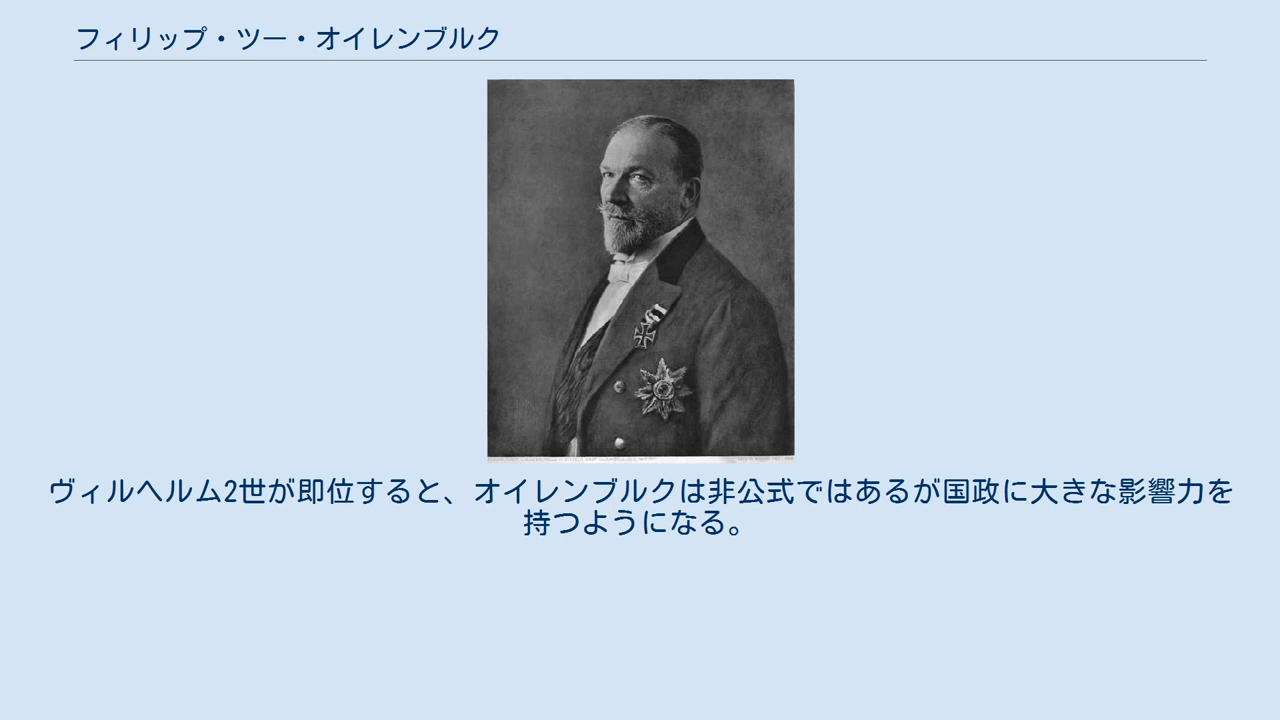 フィリップ・ツー・オイレンブルク
ヴィルヘルム2世が即位すると、オイレンブルクは非公式ではあるが国政に大きな影響力を
持つようになる。